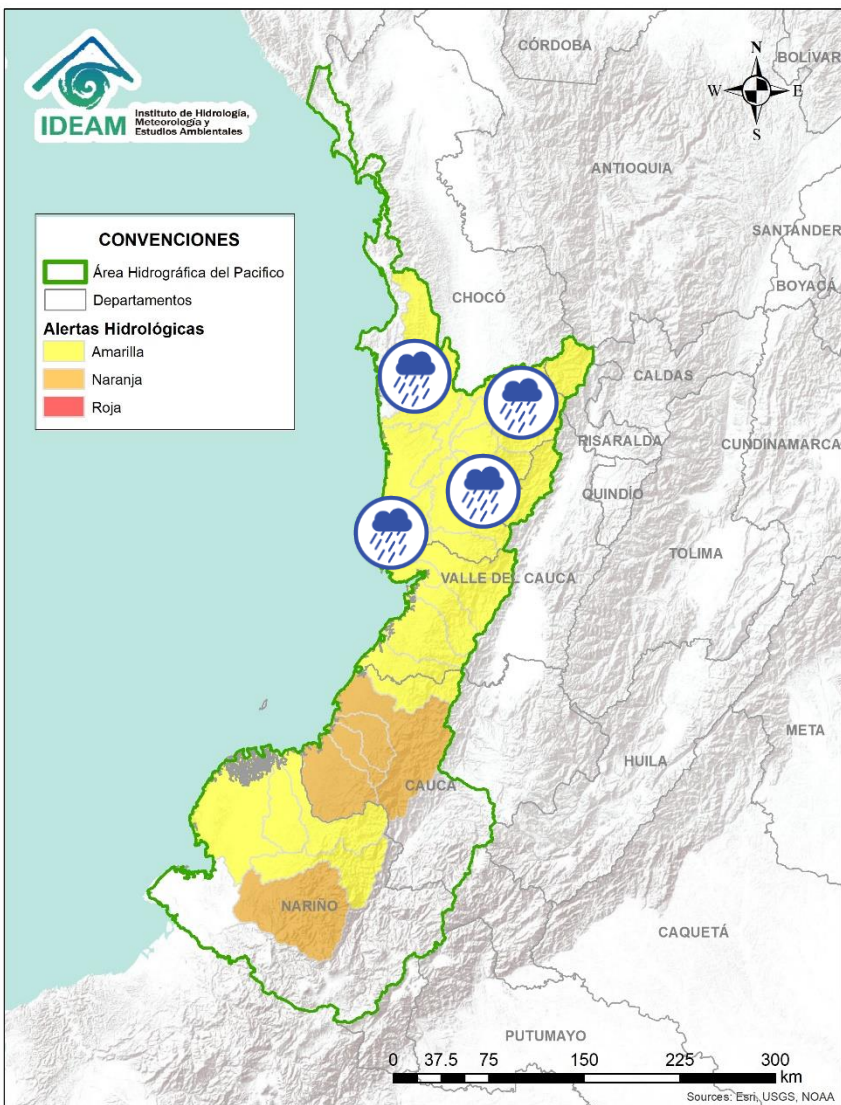 IDEAM
Instituto de Hidrología,
Meteorología y
Estudios Ambientales
CÓRDOBA
BOLÍVAR
N
W
E
S
ANTIOQUIA
SANTANDER
BOYACÁ
CONVENCIONES
Área Hidrográfica del Pacifico
Departamentos
Alertas Hidrológicas
Amarilla
Naranja
Roja
CHOCÓ
CALDAS
RISARALDA
CUNDINAMARCA
QUINDÍO
TOLIMA
VALLE DEL CAUCA
META
HUILA
CAUCA
NARIÑO
CAQUETÁ
PUTUMAYO
0 37.5 75 150 225 300
km
Sources: Esri, USGS, NOAA